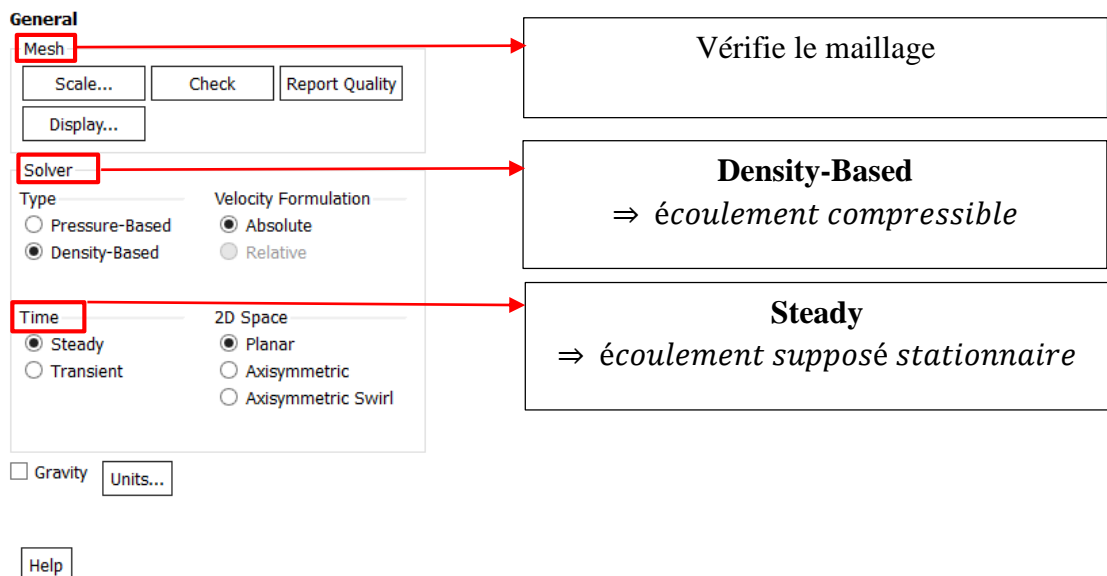 General
Mesh
Scale...
Check
Report Quality
Display...
Vérifie le maillage
Solver
Type
Velocity Formulation
Pressure-Based
Absolute
Density-Based
Relative
Density-Based
⇒ écoulement compressible
Time
2D Space
Steady
Planar
Transient
Axisymmetric
Axisymmetric Swirl
Steady
⇒ écoulement supposé stationnaire
Gravity
Units...
Help